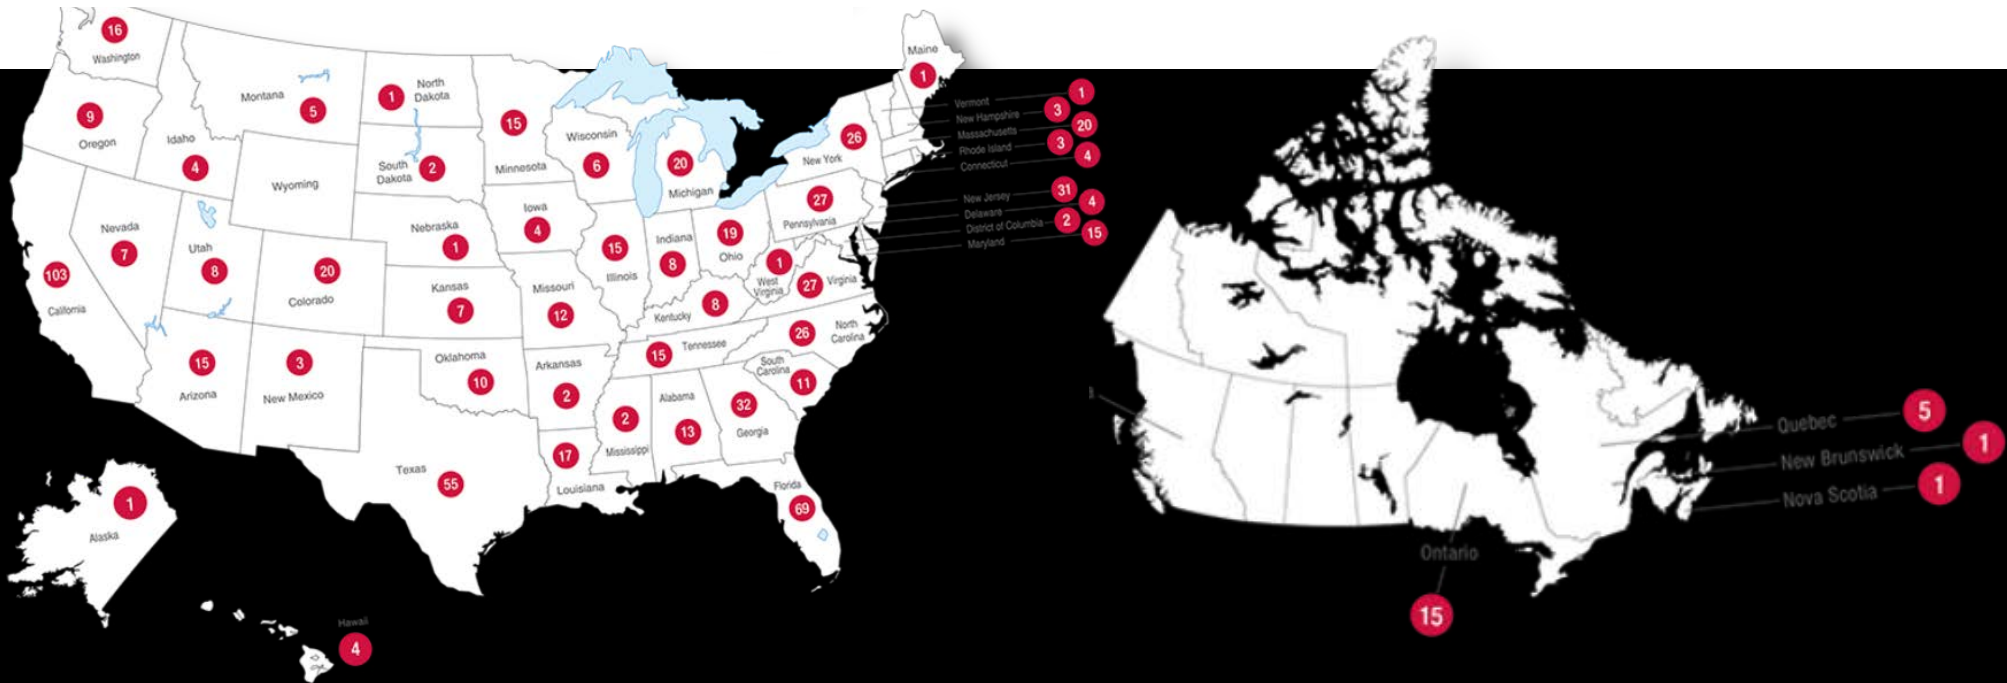 16
Washington
9
Oregon
Montana
5
Idaho
4
Wyoming
1
North
Dakota
South
Dakota
2
15
Minnesota
Wisconsin
6
20
Michigan
26
New York
Maine
1
Vermont
1
New Hampshire
3
Massachusetts
20
Rhode Island
3
Connecticut
4
New Jersey
31
Delaware
4
District of Columbia
2
Maryland
15
27
Pennsylvania
Nevada
7
103
California
Utah
8
20
Colorado
Nebraska
1
Iowa
4
15
Illinois
Indiana
8
19
Ohio
1
West
Virginia
27
Virginia
Kansas
7
Missouri
12
8
Kentucky
15
Tennessee
26
North
Carolina
South
Carolina
11
15
Arizona
3
New Mexico
Oklahoma
10
Arkansas
2
2
Mississippi
Alabama
13
32
Georgia
Texas
55
17
Louisiana
Florida
69
1
Alaska
Hawaii
4
Quebec
5
New Brunswick
1
Nova Scotia
1
Ontario
15